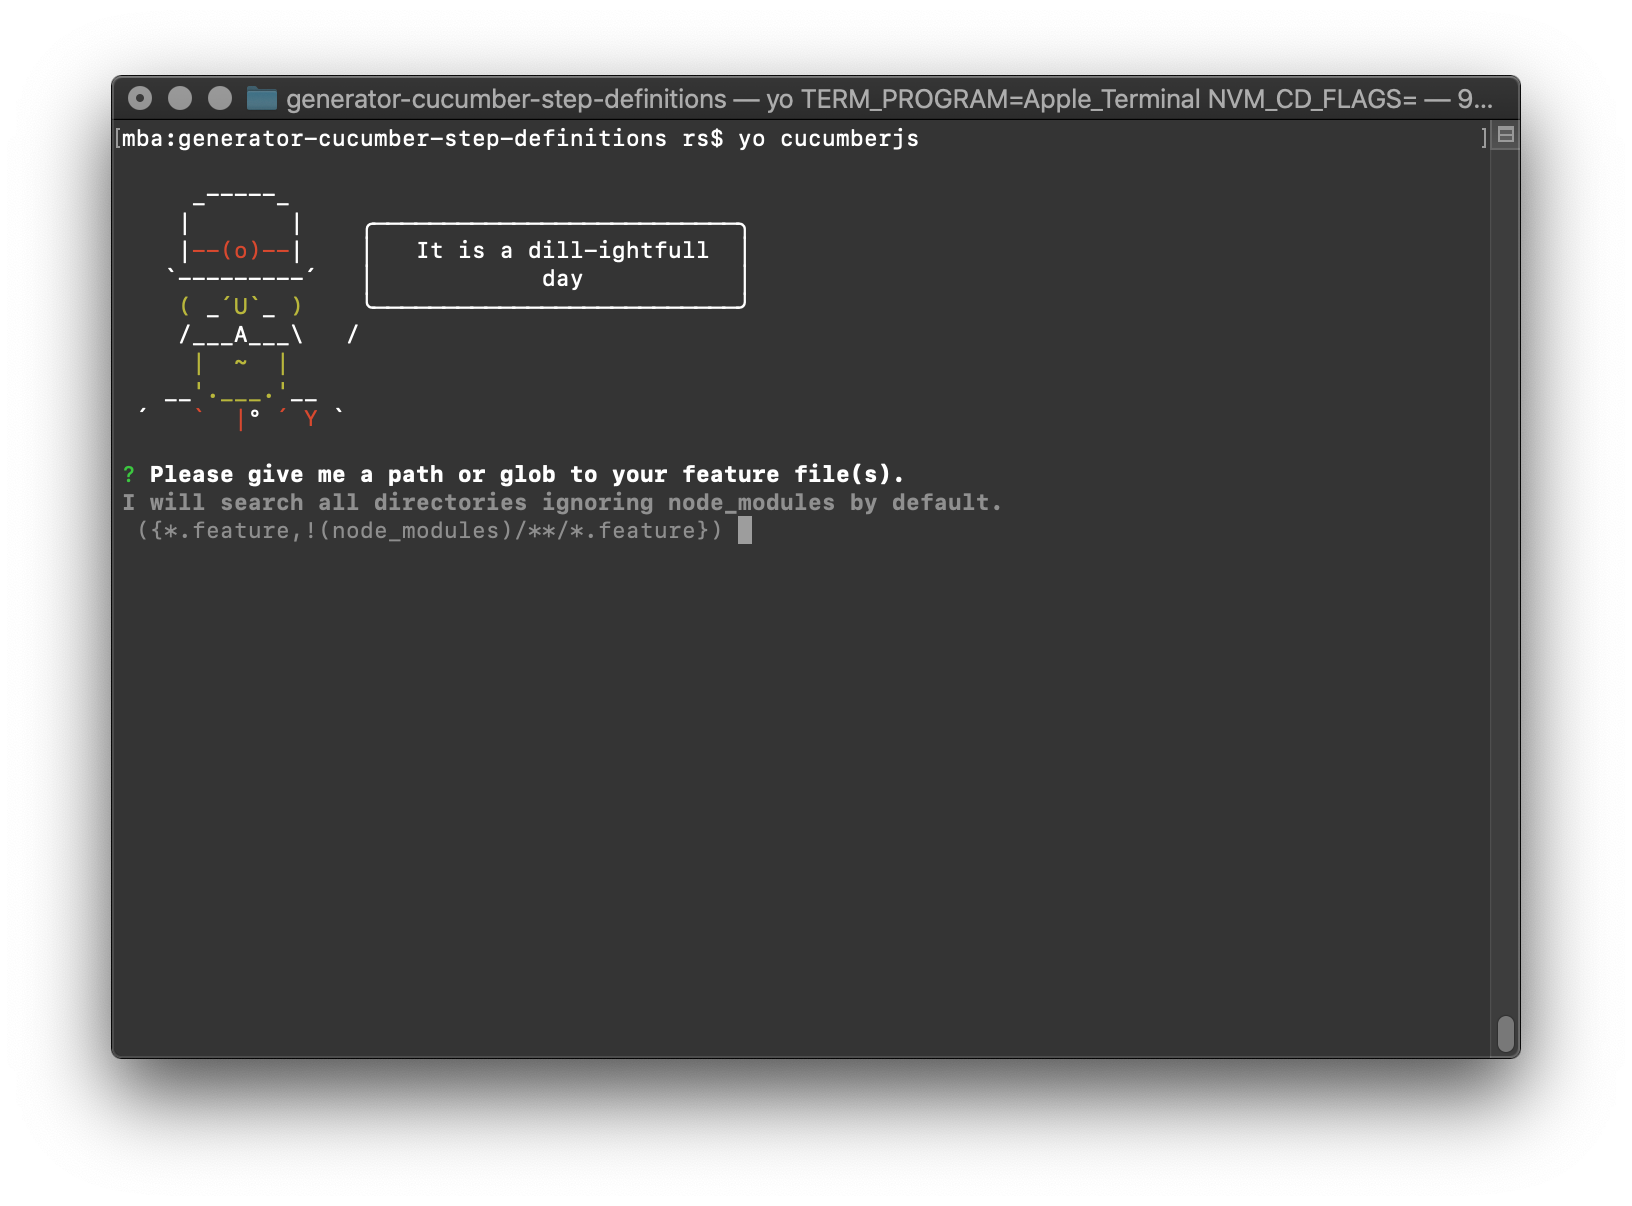 generator-cucumber-step-definitions — yo TERM_PROGRAM=Apple_Terminal NVM_CD_FLAGS= — 9...
[mba:generator-cucumber-step-definitions rs$ yo cucumberjs ]
     _-----_
    |       |
    |--(o)--|    It is a dill-ightfull
   `---------´   day
    ( _´U`_ )
    /___A___\   /
     |  ~  |
   __'.___.'__
 ´   `  |° ´ Y `
? Please give me a path or glob to your feature file(s).
I will search all directories ignoring node_modules by default.
({*.feature,!(node_modules)/**/*.feature})